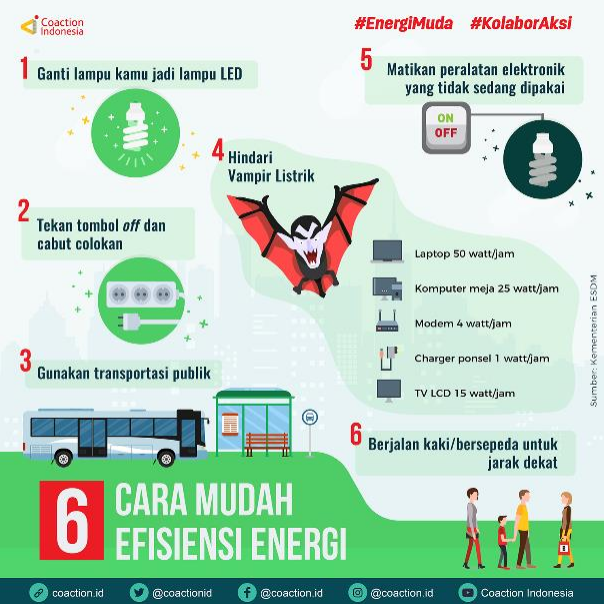 Coaction
Indonesia
#EnergiMuda #KolaborAksi
1 Ganti lampu kamu jadi lampu LED
2 Tekan tombol off dan
cabut colokan
3 Gunakan transportasi publik
4 Hindari
Vampir Listrik
Laptop 50 watt/jam
Komputer meja 25 watt/jam
Modem 4 watt/jam
Charger ponsel 1 watt/jam
TV LCD 15 watt/jam
Sumber: Kementerian ESDM
5 Matikan peralatan elektronik
yang tidak sedang dipakai
ON
OFF
6 Berjalan kaki/bersepeda untuk
jarak dekat
6 CARA MUDAH
EFISIENSI ENERGI
coaction.id @coactionid @coaction.id @coaction.id Coaction Indonesia